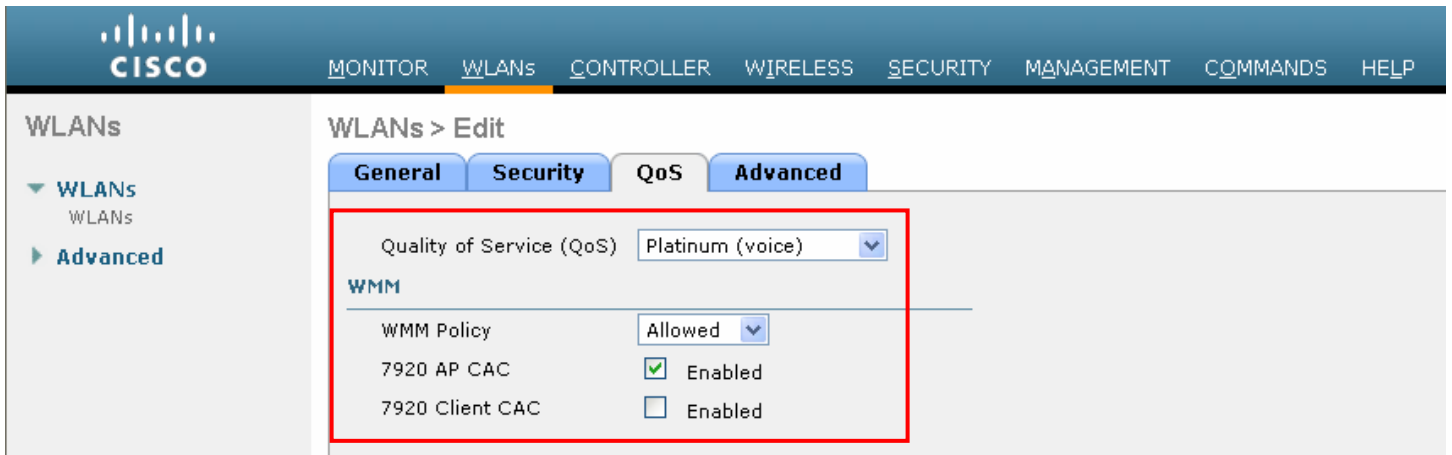 CISCO
MONITOR WLANs CONTROLLER WIRELESS SECURITY MANAGEMENT COMMANDS HELP
WLANs
WLANs
WLANs
Advanced
WLANs > Edit
General Security QoS Advanced
Quality of Service (QoS) Platinum (voice)
WMM
WMM Policy Allowed
7920 AP CAC Enabled
7920 Client CAC Enabled